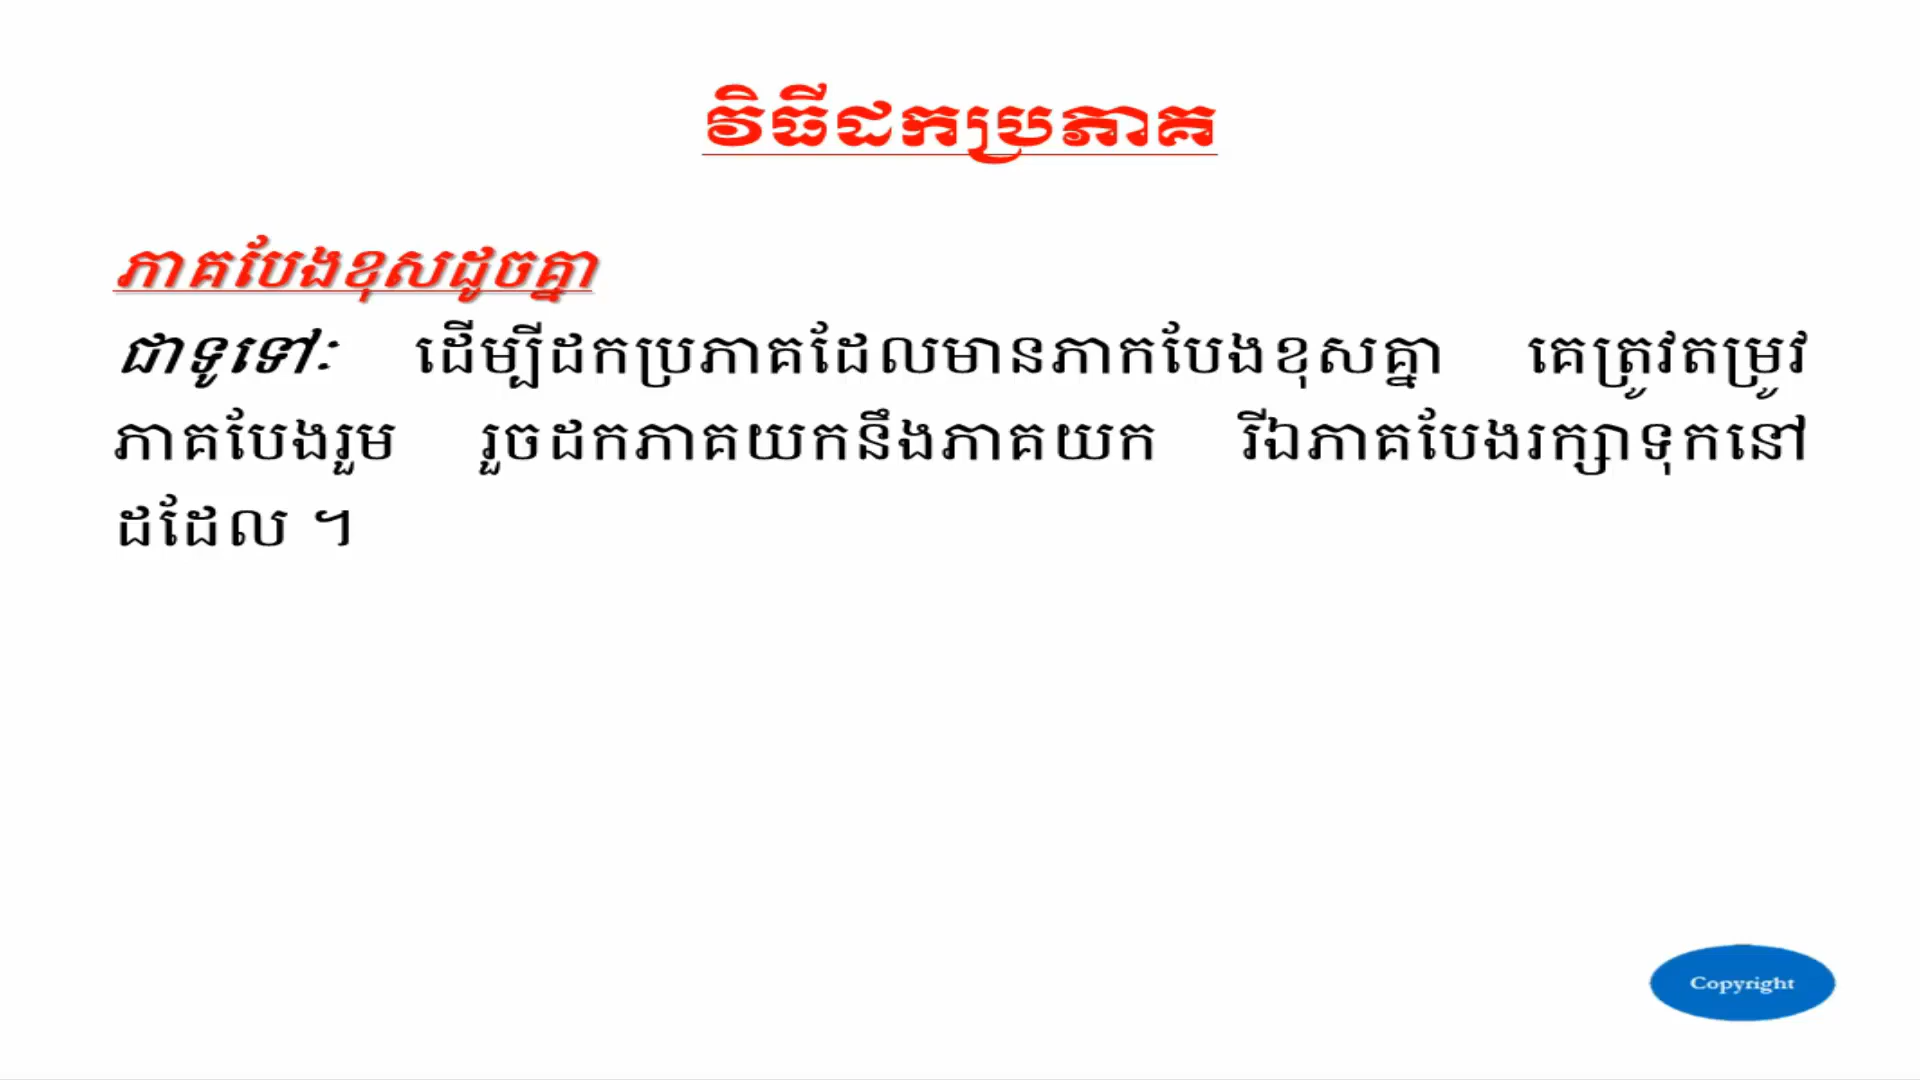 វិធីដកប្រភាគ
ភាគបែងខុសដូចគ្នា
ជាទូទៅ: ដើម្បីដកប្រភាគដែលមានភាកបែងខុសគ្នា គេត្រូវតម្រូវ
ភាគបែងរួម រួចដកភាគយកនឹងភាគយក រីឯភាគបែងរក្សាទុកនៅ
ដដែល ។
Copyright